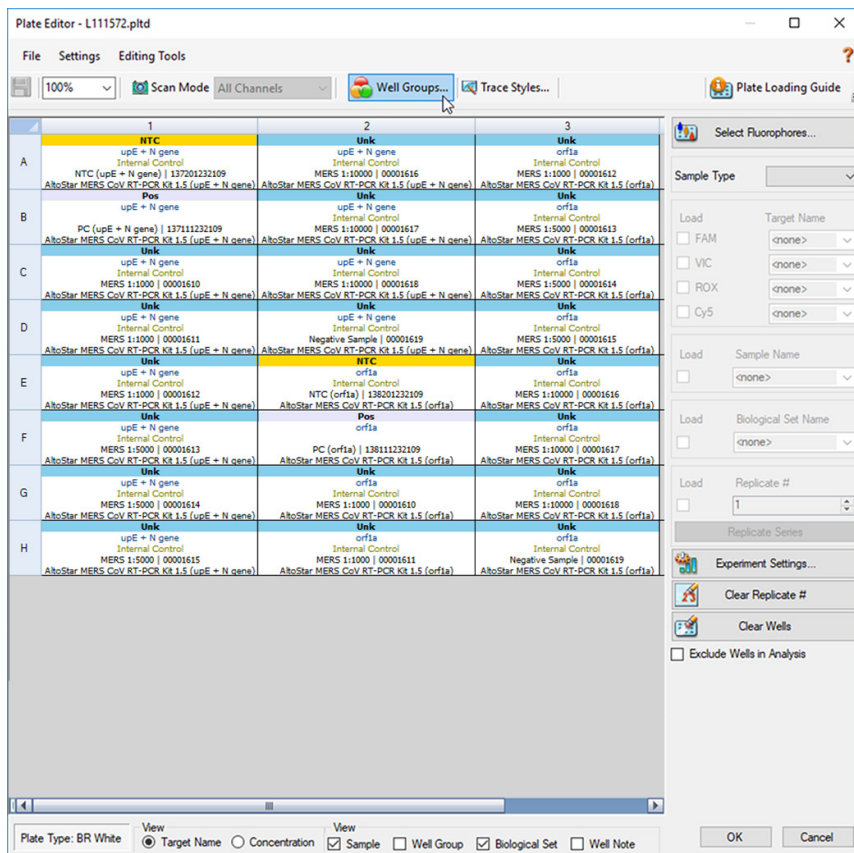 Plate Editor - L111572.pltd
File Settings Editing Tools ?
100% Scan Mode All Channels Well Groups... Trace Styles... Plate Loading Guide
1 2 3
A
NTC Unk Unk
upE + N gene upE + N gene orf1a
Internal Control Internal Control Internal Control
NTC (upE + N gene) | 137201232109 MERS 1:10000 | 00001616 MERS 1:1000 | 00001612
AltoStar MERS CoV RT-PCR Kit 1.5 (upE + N gene) AltoStar MERS CoV RT-PCR Kit 1.5 (upE + N gene) AltoStar MERS CoV RT-PCR Kit 1.5 (orf1a)
B
Pos Unk Unk
upE + N gene upE + N gene orf1a
Internal Control Internal Control
PC (upE + N gene) | 137111232109 MERS 1:10000 | 00001617 MERS 1:5000 | 00001613
AltoStar MERS CoV RT-PCR Kit 1.5 (upE + N gene) AltoStar MERS CoV RT-PCR Kit 1.5 (upE + N gene) AltoStar MERS CoV RT-PCR Kit 1.5 (orf1a)
C
Unk Unk Unk
upE + N gene upE + N gene orf1a
Internal Control Internal Control Internal Control
MERS 1:1000 | 00001610 MERS 1:10000 | 00001618 MERS 1:5000 | 00001614
AltoStar MERS CoV RT-PCR Kit 1.5 (upE + N gene) AltoStar MERS CoV RT-PCR Kit 1.5 (upE + N gene) AltoStar MERS CoV RT-PCR Kit 1.5 (orf1a)
D
Unk Unk Unk
upE + N gene upE + N gene orf1a
Internal Control Internal Control Internal Control
MERS 1:1000 | 00001611 Negative Sample | 00001619 MERS 1:5000 | 00001615
AltoStar MERS CoV RT-PCR Kit 1.5 (upE + N gene) AltoStar MERS CoV RT-PCR Kit 1.5 (upE + N gene) AltoStar MERS CoV RT-PCR Kit 1.5 (orf1a)
E
Unk NTC Unk
upE + N gene orf1a orf1a
Internal Control Internal Control Internal Control
MERS 1:1000 | 00001612 NTC (orf1a) | 138201232109 MERS 1:10000 | 00001616
AltoStar MERS CoV RT-PCR Kit 1.5 (upE + N gene) AltoStar MERS CoV RT-PCR Kit 1.5 (orf1a) AltoStar MERS CoV RT-PCR Kit 1.5 (orf1a)
F
Unk Pos Unk
upE + N gene orf1a orf1a
Internal Control Internal Control
MERS 1:5000 | 00001613 PC (orf1a) | 138111232109 MERS 1:10000 | 00001617
AltoStar MERS CoV RT-PCR Kit 1.5 (upE + N gene) AltoStar MERS CoV RT-PCR Kit 1.5 (orf1a) AltoStar MERS CoV RT-PCR Kit 1.5 (orf1a)
G
Unk Unk Unk
upE + N gene orf1a orf1a
Internal Control Internal Control Internal Control
MERS 1:5000 | 00001614 MERS 1:1000 | 00001610 MERS 1:10000 | 00001618
AltoStar MERS CoV RT-PCR Kit 1.5 (upE + N gene) AltoStar MERS CoV RT-PCR Kit 1.5 (orf1a) AltoStar MERS CoV RT-PCR Kit 1.5 (orf1a)
H
Unk Unk Unk
upE + N gene orf1a orf1a
Internal Control Internal Control Internal Control
MERS 1:5000 | 00001615 MERS 1:1000 | 00001611 Negative Sample | 00001619
AltoStar MERS CoV RT-PCR Kit 1.5 (upE + N gene) AltoStar MERS CoV RT-PCR Kit 1.5 (orf1a) AltoStar MERS CoV RT-PCR Kit 1.5 (orf1a)
Select Fluorophores...
Sample Type
Load Target Name
FAM <none>
VIC <none>
ROX <none>
Cy5 <none>
Load Sample Name
<none>
Load Biological Set Name
<none>
Load Replicate #
1
Replicate Series
Experiment Settings...
Clear Replicate #
Clear Wells
Exclude Wells in Analysis
Plate Type: BR White
View
Target Name Concentration
View
Sample Well Group Biological Set Well Note
OK Cancel